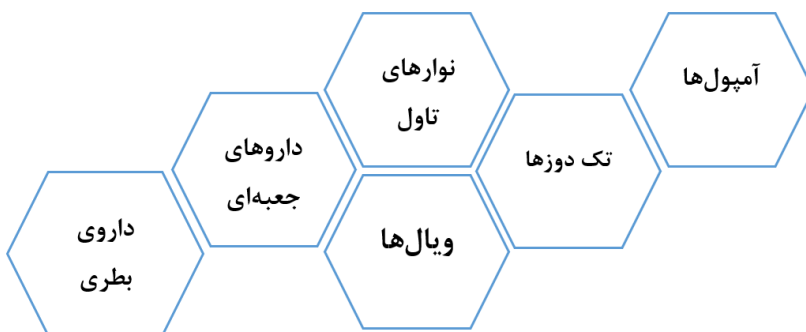 آمپول‌ها
نوارهای
تاول
تک دوزها
داروهای
جعبه‌ای
ویال‌ها
داروی
بطری